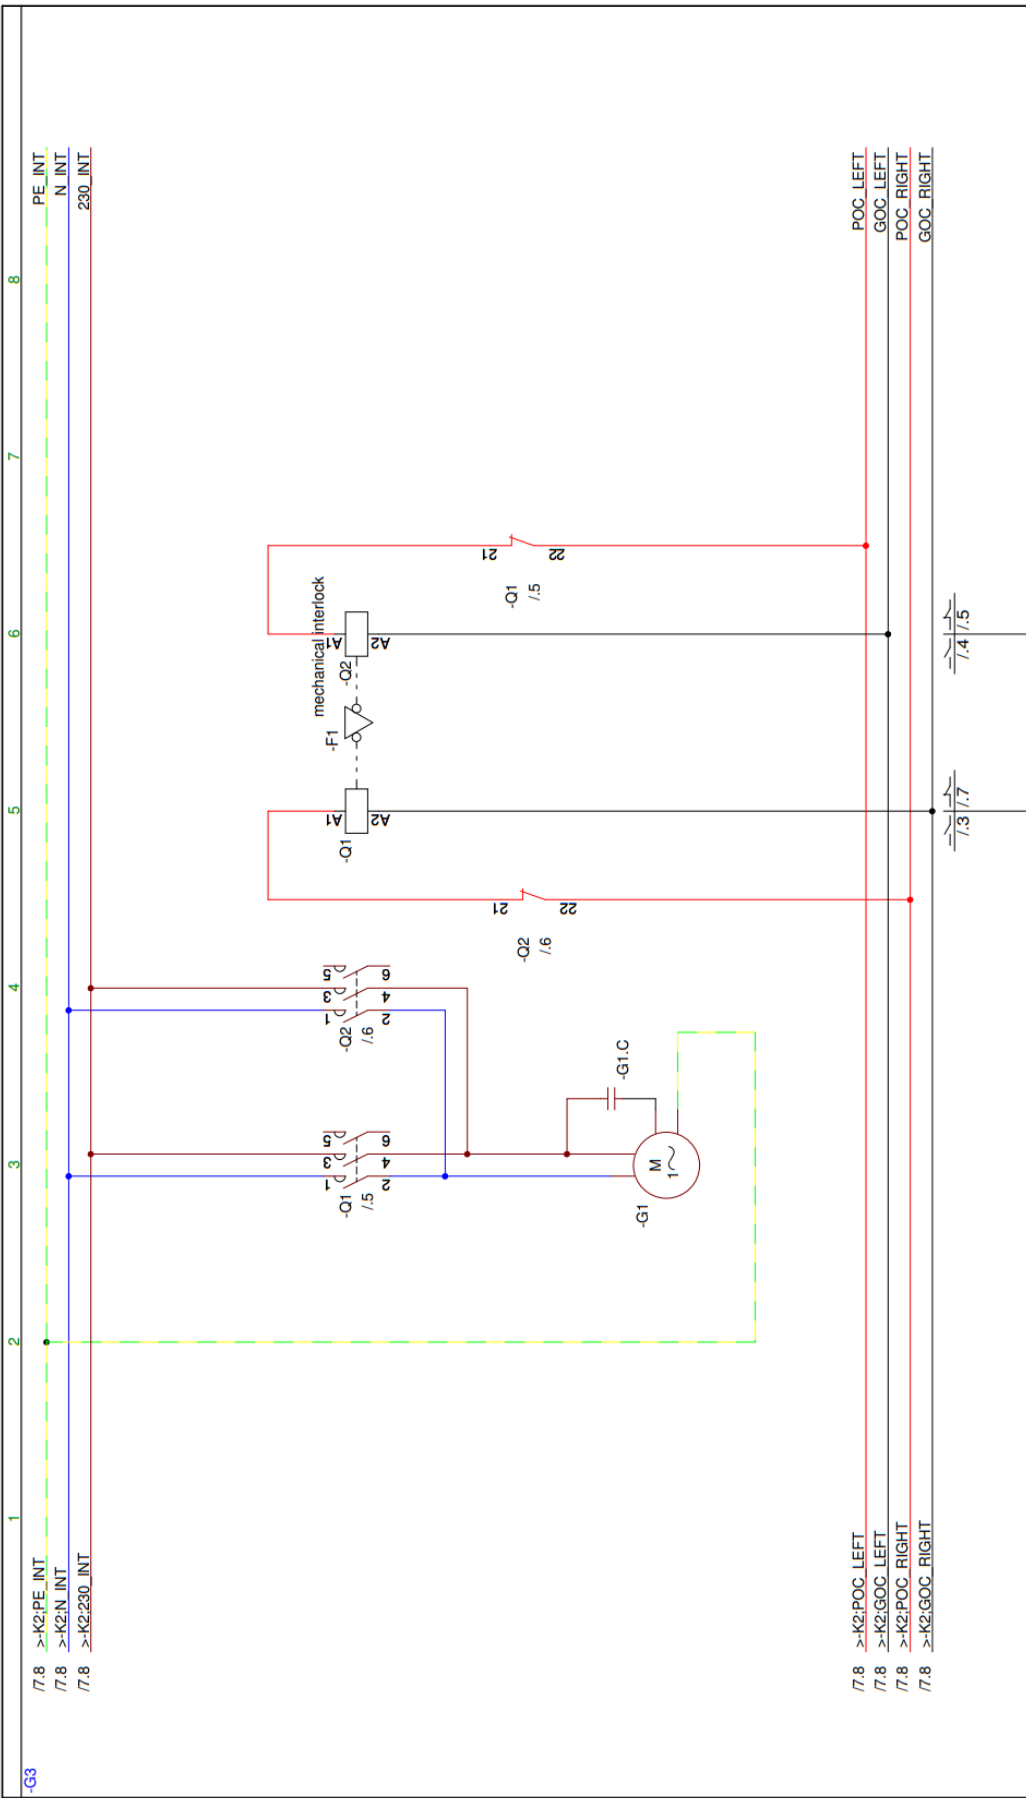 -G3
1
2
3
4
5
6
7
8
/7.8 >-K2:PE_INT
PE_INT
/7.8 >-K2:N_INT
N_INT
/7.8 >-K2:230_INT
230_INT
-Q1
/.5
1
2
3
4
5
6
-Q2
/.6
1
2
3
4
5
6
-Q1
A1
A2
-F1
mechanical interlock
-Q2
A1
A2
-Q2
/.6
21
22
-Q1
/.5
21
22
-G1
M
1
-G1.C
/7.8 >-K2:POC_LEFT
POC_LEFT
/7.8 >-K2:GOC_LEFT
GOC_LEFT
/7.8 >-K2:POC_RIGHT
POC_RIGHT
/7.8 >-K2:GOC_RIGHT
GOC_RIGHT
/.3
/.7
/.4
/.5